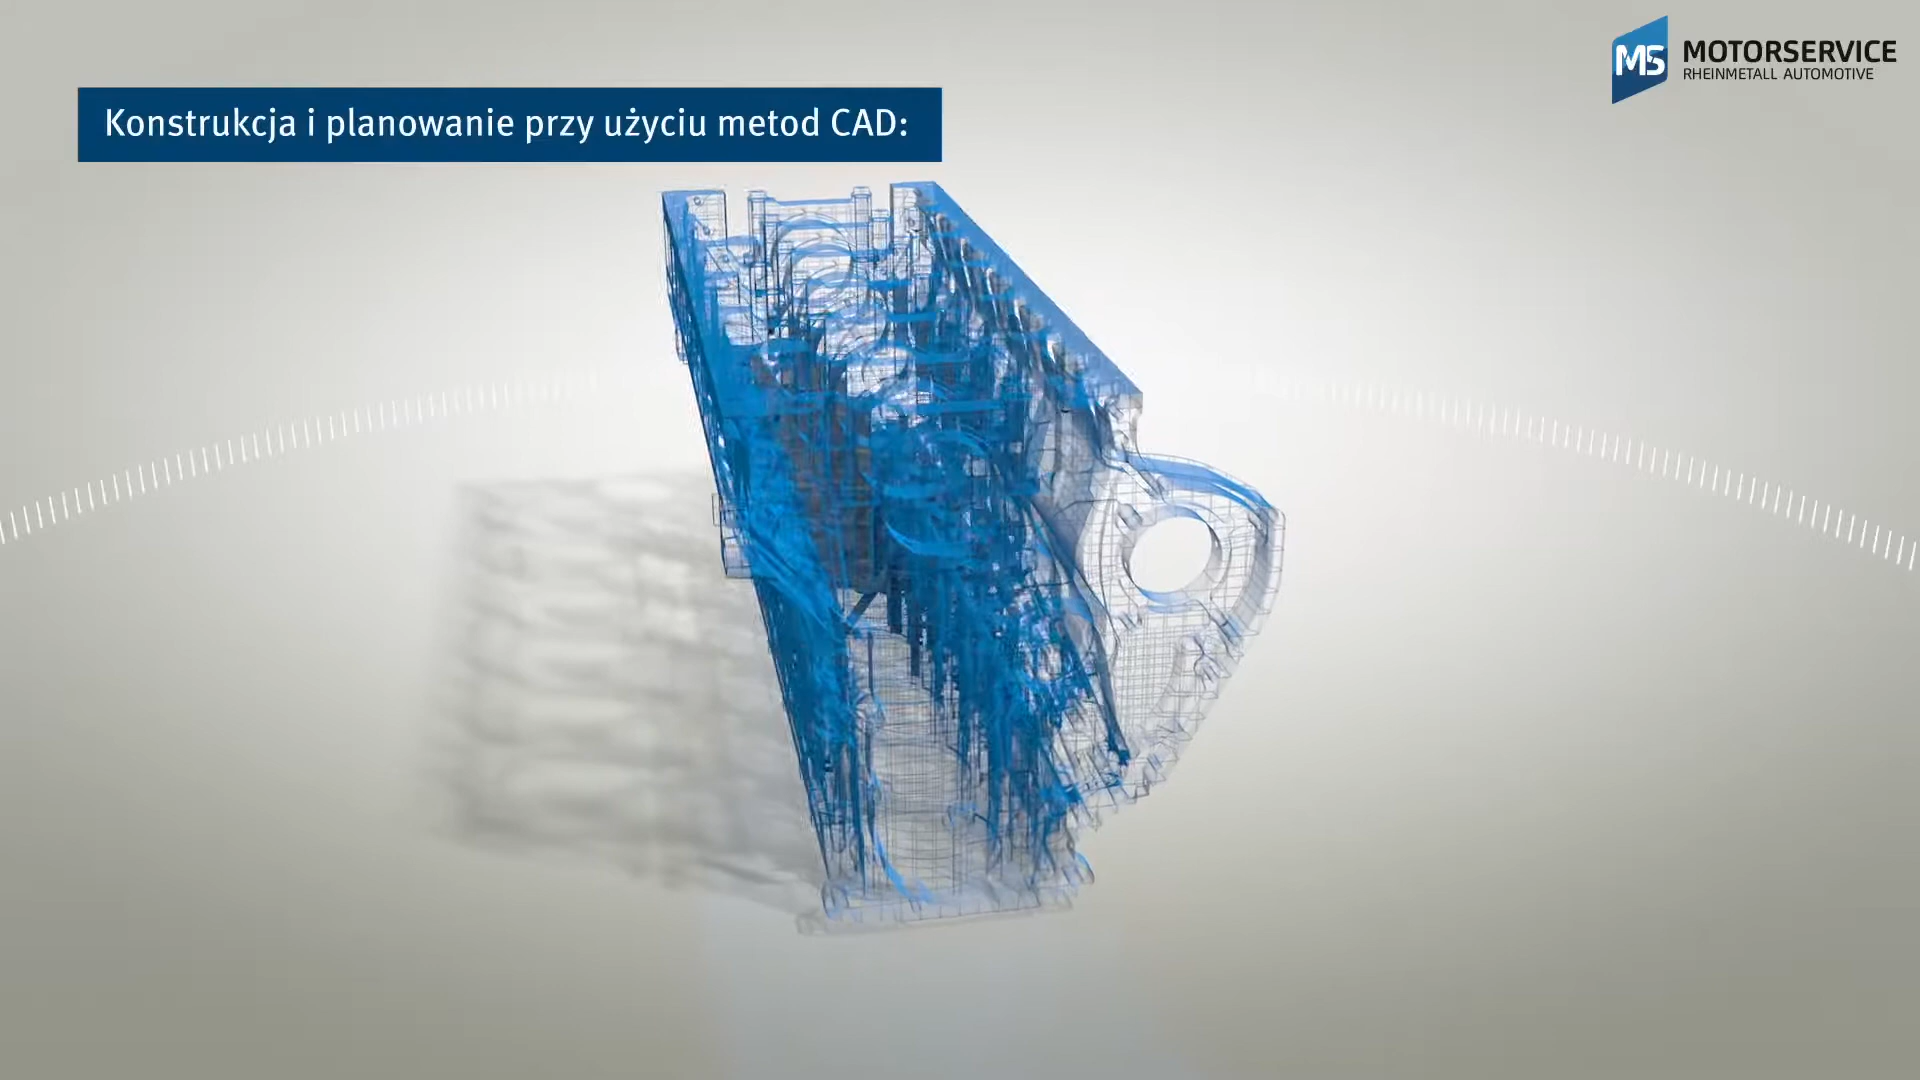 MS MOTORSERVICE
RHEINMETALL AUTOMOTIVE
Konstrukcja i planowanie przy użyciu metod CAD: